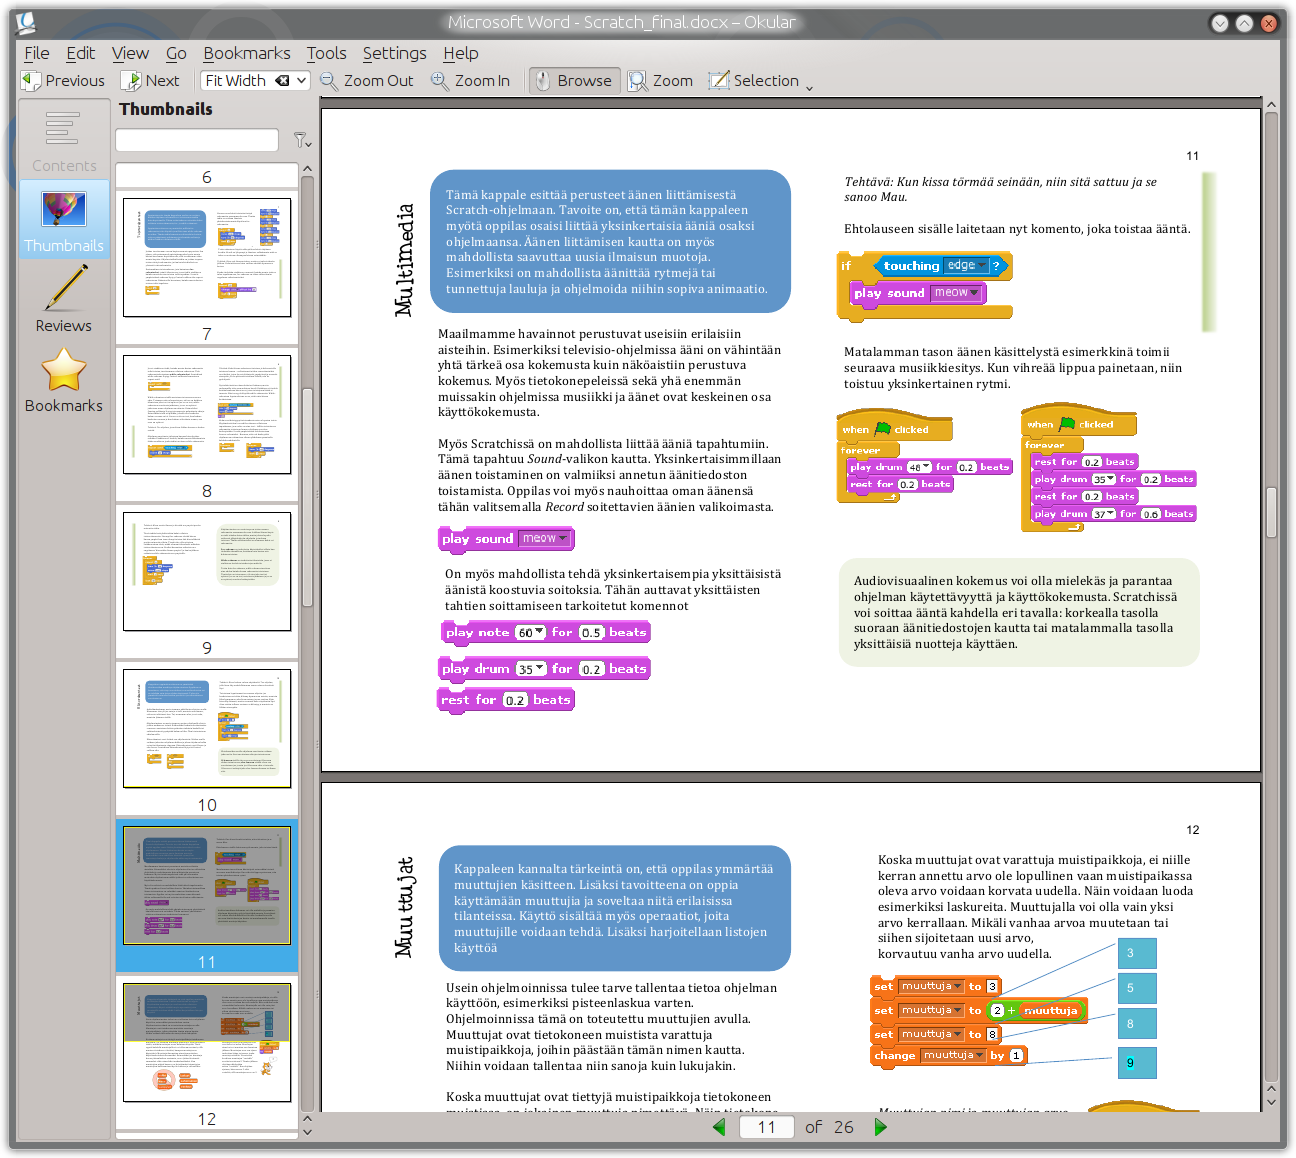 Microsoft Word - Scratch_final.docx – Okular
File Edit View Go Bookmarks Tools Settings Help
Previous Next Fit Width Zoom Out Zoom In Browse Zoom Selection
Contents
Thumbnails
Reviews
Bookmarks
Thumbnails
6
7
8
9
10
11
12
11
Multimedia
Tämä kappale esittää perusteet äänen liittämisestä
Scratch-ohjelmaan. Tavoite on, että tämän kappaleen
myötä oppilas osaisi liittää yksinkertaisia ääniä osaksi
ohjelmaansa. Äänen liittämisen kautta on myös
mahdollista saavuttaa uusia ilmaisun muotoja.
Esimerkiksi on mahdollista äänittää rytmejä tai
tunnettuja lauluja ja ohjelmoida niihin sopiva animaatio.
Maailmamme havainnot perustuvat useisiin erilaisiin
aisteihin. Esimerkiksi televisio-ohjelmissa ääni on vähintään
yhtä tärkeä osa kokemusta kuin näköaistiin perustuva
kokemus. Myös tietokonepeleissä sekä yhä enemmän
muissakin ohjelmissa musiikki ja äänet ovat keskeinen osa
käyttökokemusta.
Myös Scratchissä on mahdollista liittää ääniä tapahtumiin.
Tämä tapahtuu Sound-valikon kautta. Yksinkertaisimmillaan
äänen toistaminen on valmiiksi annetun äänitiedoston
toistamista. Oppilas voi myös nauhoittaa oman äänensä
tähän valitsemalla Record soitettavien äänien valikoimasta.
play sound meow
On myös mahdollista tehdä yksinkertaisempia yksittäisistä
äänistä koostuvia soitoksia. Tähän auttavat yksittäisten
tahtien soittamiseen tarkoitetut komennot
play note 60 for 0.5 beats
play drum 35 for 0.2 beats
rest for 0.2 beats
Tehtävä: Kun kissa törmää seinään, niin sitä sattuu ja se
sanoo Mau.
Ehtolauseen sisälle laitetaan nyt komento, joka toistaa ääntä.
if touching edge ?
play sound meow
Matalamman tason äänen käsittelystä esimerkkinä toimii
seuraava musiikkiesitys. Kun vihreää lippua painetaan, niin
toistuu yksinkertainen rytmi.
when clicked
forever
play drum 48 for 0.2 beats
rest for 0.2 beats
when clicked
forever
rest for 0.2 beats
play drum 35 for 0.2 beats
rest for 0.2 beats
play drum 37 for 0.6 beats
Audiovisuaalinen kokemus voi olla mielekäs ja parantaa
ohjelman käytettävyyttä ja käyttökokemusta. Scratchissä
voi soittaa ääntä kahdella eri tavalla: korkealla tasolla
suoraan äänitiedostojen kautta tai matalammalla tasolla
yksittäisiä nuotteja käyttäen.
12
Muuttujat
Kappaleen kannalta tärkeintä on, että oppilas ymmärtää
muuttujien käsitteen. Lisäksi tavoitteena on oppia
käyttämään muuttujia ja soveltaa niitä erilaisissa
tilanteissa. Käyttö sisältää myös operaatiot, joita
muuttujille voidaan tehdä. Lisäksi harjoitellaan listojen
käyttöä
Usein ohjelmoinnissa tulee tarve tallentaa tietoa ohjelman
käyttöön, esimerkiksi pisteenlaskua varten.
Ohjelmoinnissa tämä on toteutettu muuttujien avulla.
Muuttujat ovat tietokoneen muistista varattuja
muistipaikkoja, joihin päästään tämän nimen kautta.
Niihin voidaan tallentaa niin sanoja kuin lukujakin.
Koska muuttujat ovat tiettyjä muistipaikkoja tietokoneen
Koska muuttujat ovat varattuja muistipaikkoja, ei niille
kerran annettu arvo ole lopullinen vaan muistipaikassa
oleva arvo voidaan korvata uudella. Näin voidaan luoda
esimerkiksi laskureita. Muuttujalla voi olla vain yksi
arvo kerrallaan. Mikäli vanhaa arvoa muutetaan tai
siihen sijoitetaan uusi arvo,
korvautuu vanha arvo uudella.
set muuttuja to 3
set muuttuja to 2 + muuttuja
set muuttuja to 8
change muuttuja by 1
3
5
8
9
11 of 26